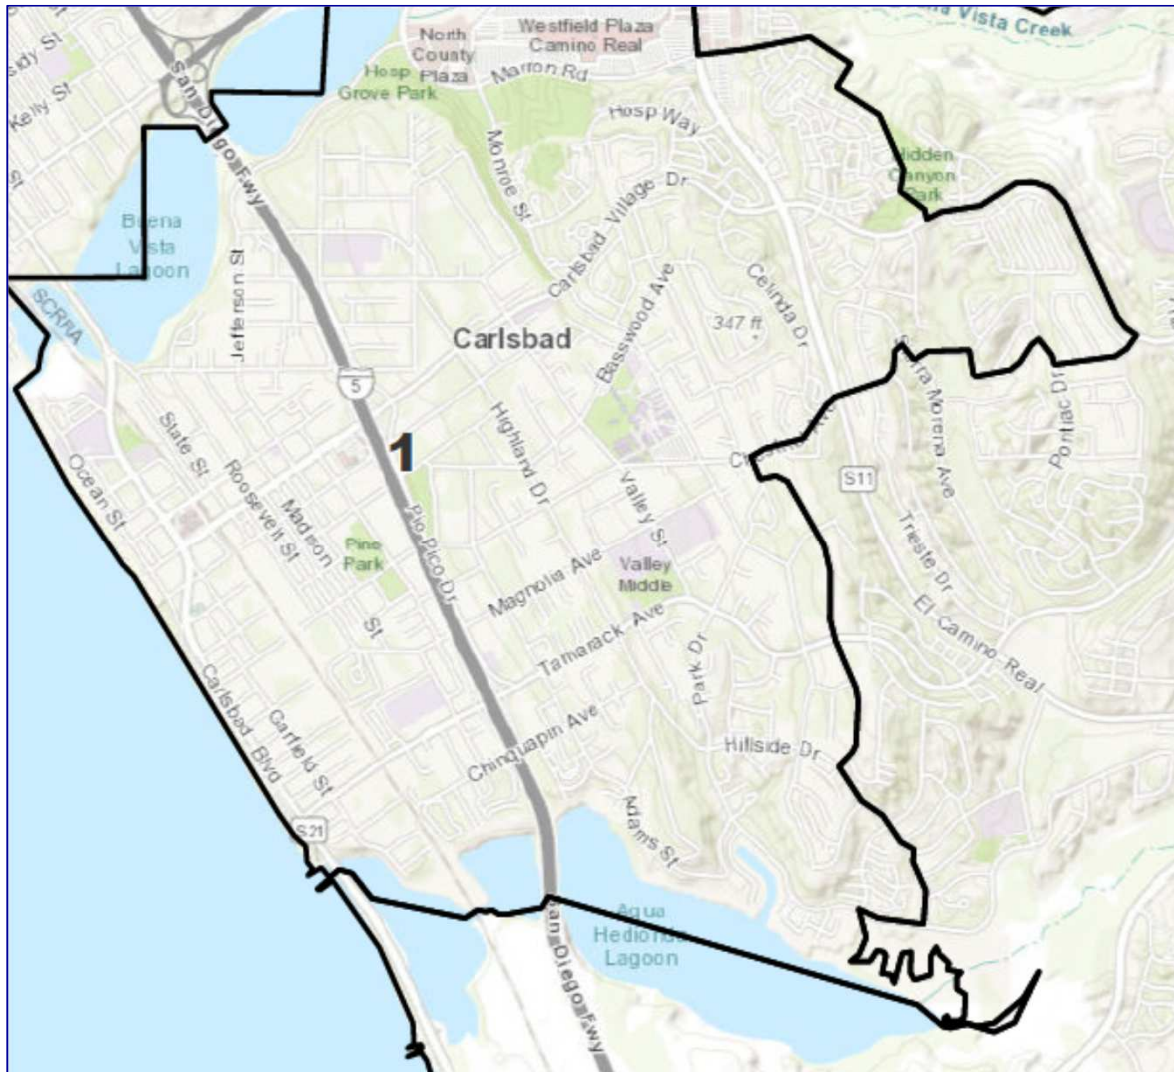 Vista Creek
Westfield Plaza
Camino Real
North
County
Plaza
Marron Rd
Hosp
Grove Park
Kelly St
San Diego Fwy
Hosp Way
Monroe St
Hidden
Canyon
Park
Carlsbad Village Dr
Buena
Vista
Lagoon
Jefferson St
SCRRA
Celinda Dr
Basswood Ave
347 ft
Carlsbad
5
1
Highland Dr
State St
Ocean St
Roosevelt St
Madison
St
Pine
Park
Pio Pico Dr
Valley St
Valley
Middle
Magnolia Ave
Tamarack Ave
Park Dr
S11
Sierra Morena Ave
Pontiac Dr
Trieste Dr
El Camino Real
Carlsbad Blvd
Garfield St
Chinquapin Ave
Hillside Dr
Adams St
S21
Agua
Hedionda
Lagoon
San Diego Fwy